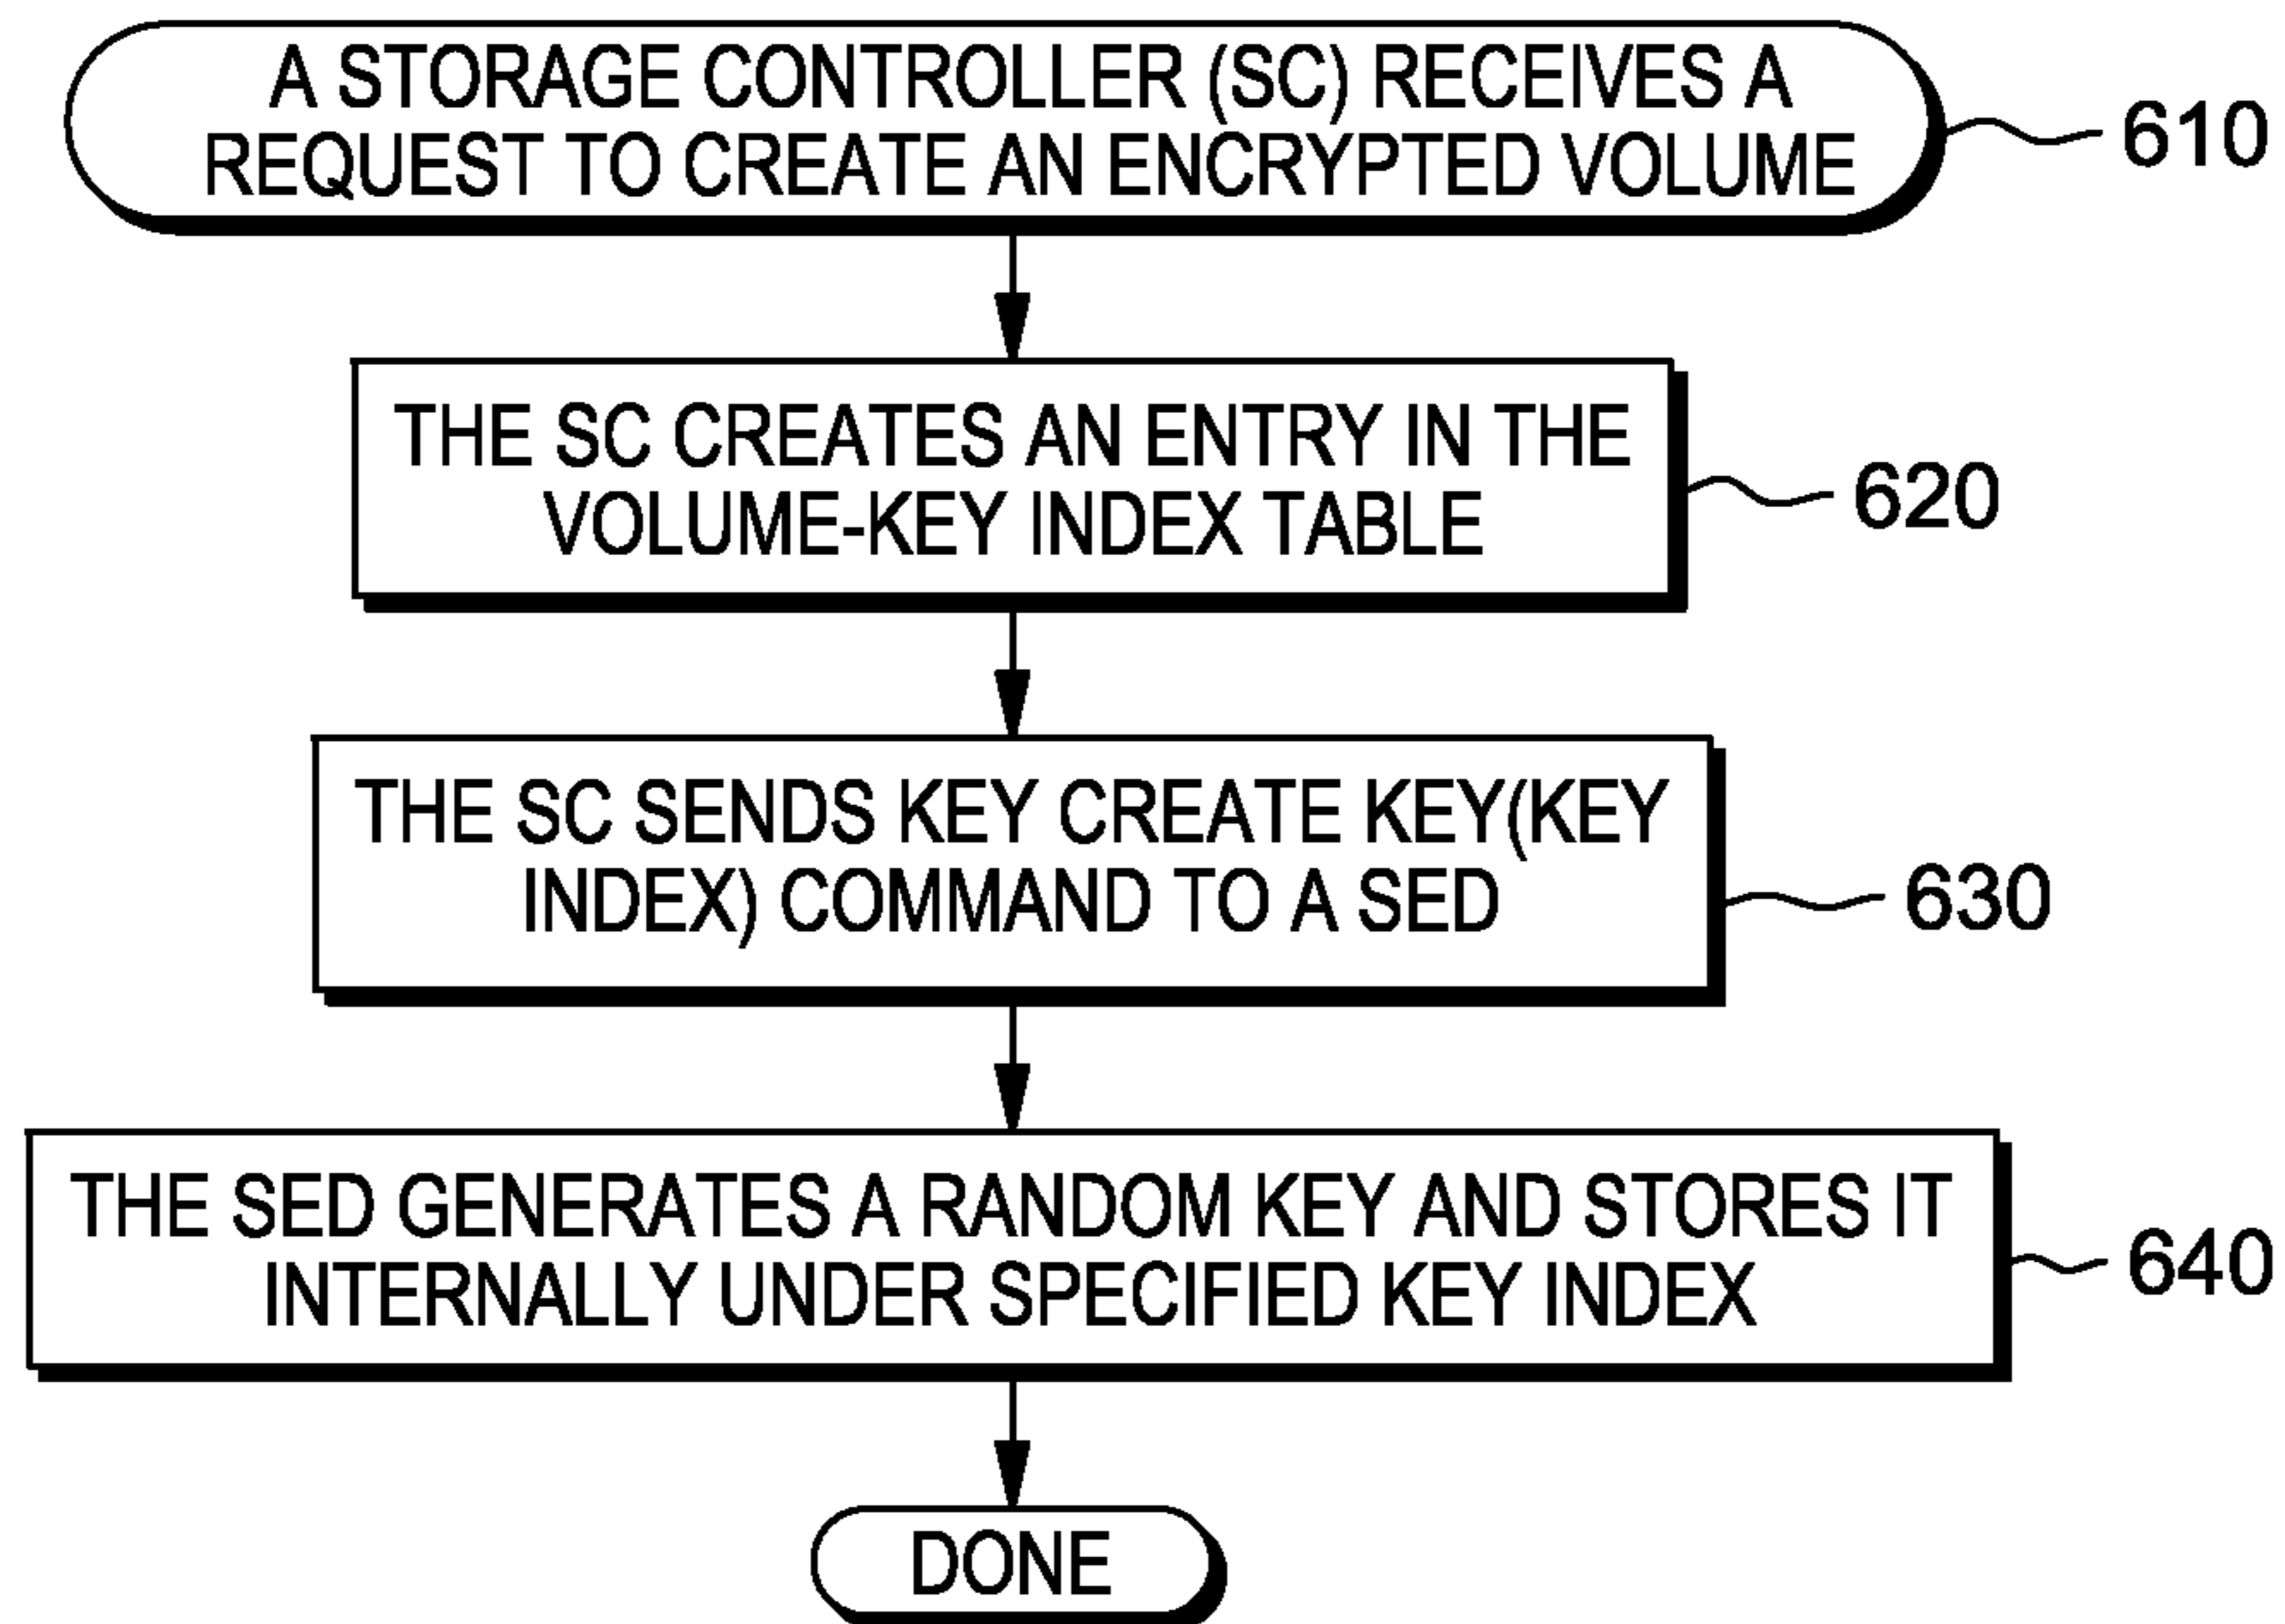 A STORAGE CONTROLLER (SC) RECEIVES A
REQUEST TO CREATE AN ENCRYPTED VOLUME
610
THE SC CREATES AN ENTRY IN THE
VOLUME-KEY INDEX TABLE
620
THE SC SENDS KEY CREATE KEY(KEY
INDEX) COMMAND TO A SED
630
THE SED GENERATES A RANDOM KEY AND STORES IT
INTERNALLY UNDER SPECIFIED KEY INDEX
640
DONE